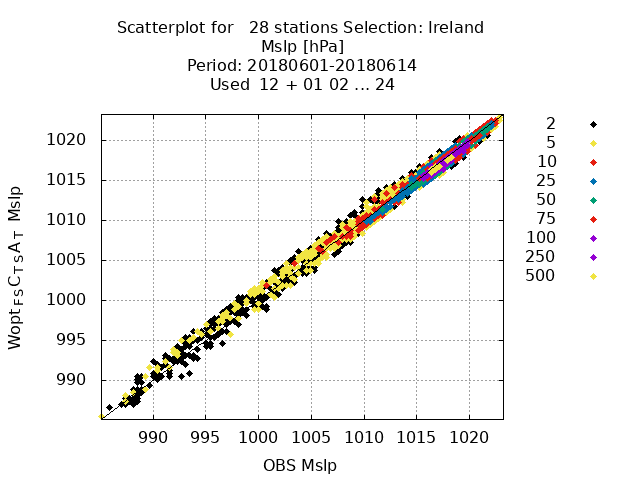 Scatterplot for   28 stations Selection: Ireland
Mslp [hPa]
Period: 20180601-20180614
Used  12 + 01 02 ... 24
1020
1015
1010
1005
1000
995
990
Wopt FS C T S A T  Mslp
990 995 1000 1005 1010 1015 1020
OBS Mslp
2
5
10
25
50
75
100
250
500